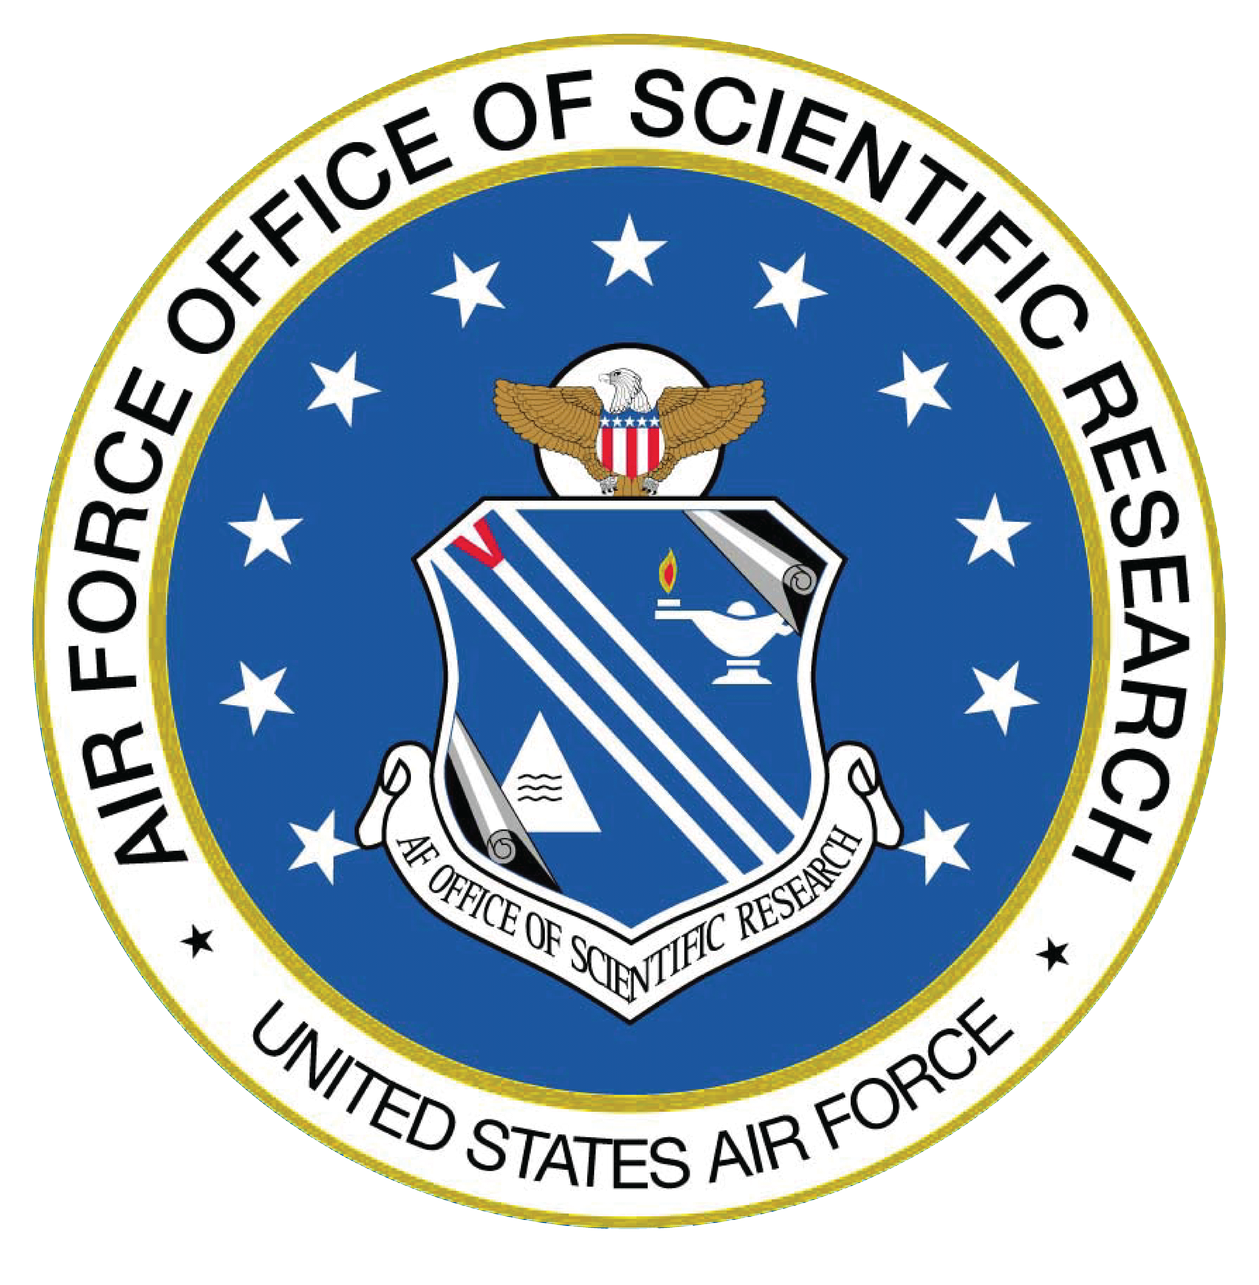 AIR FORCE OFFICE OF SCIENTIFIC RESEARCH
AF OFFICE OF SCIENTIFIC RESEARCH
UNITED STATES AIR FORCE